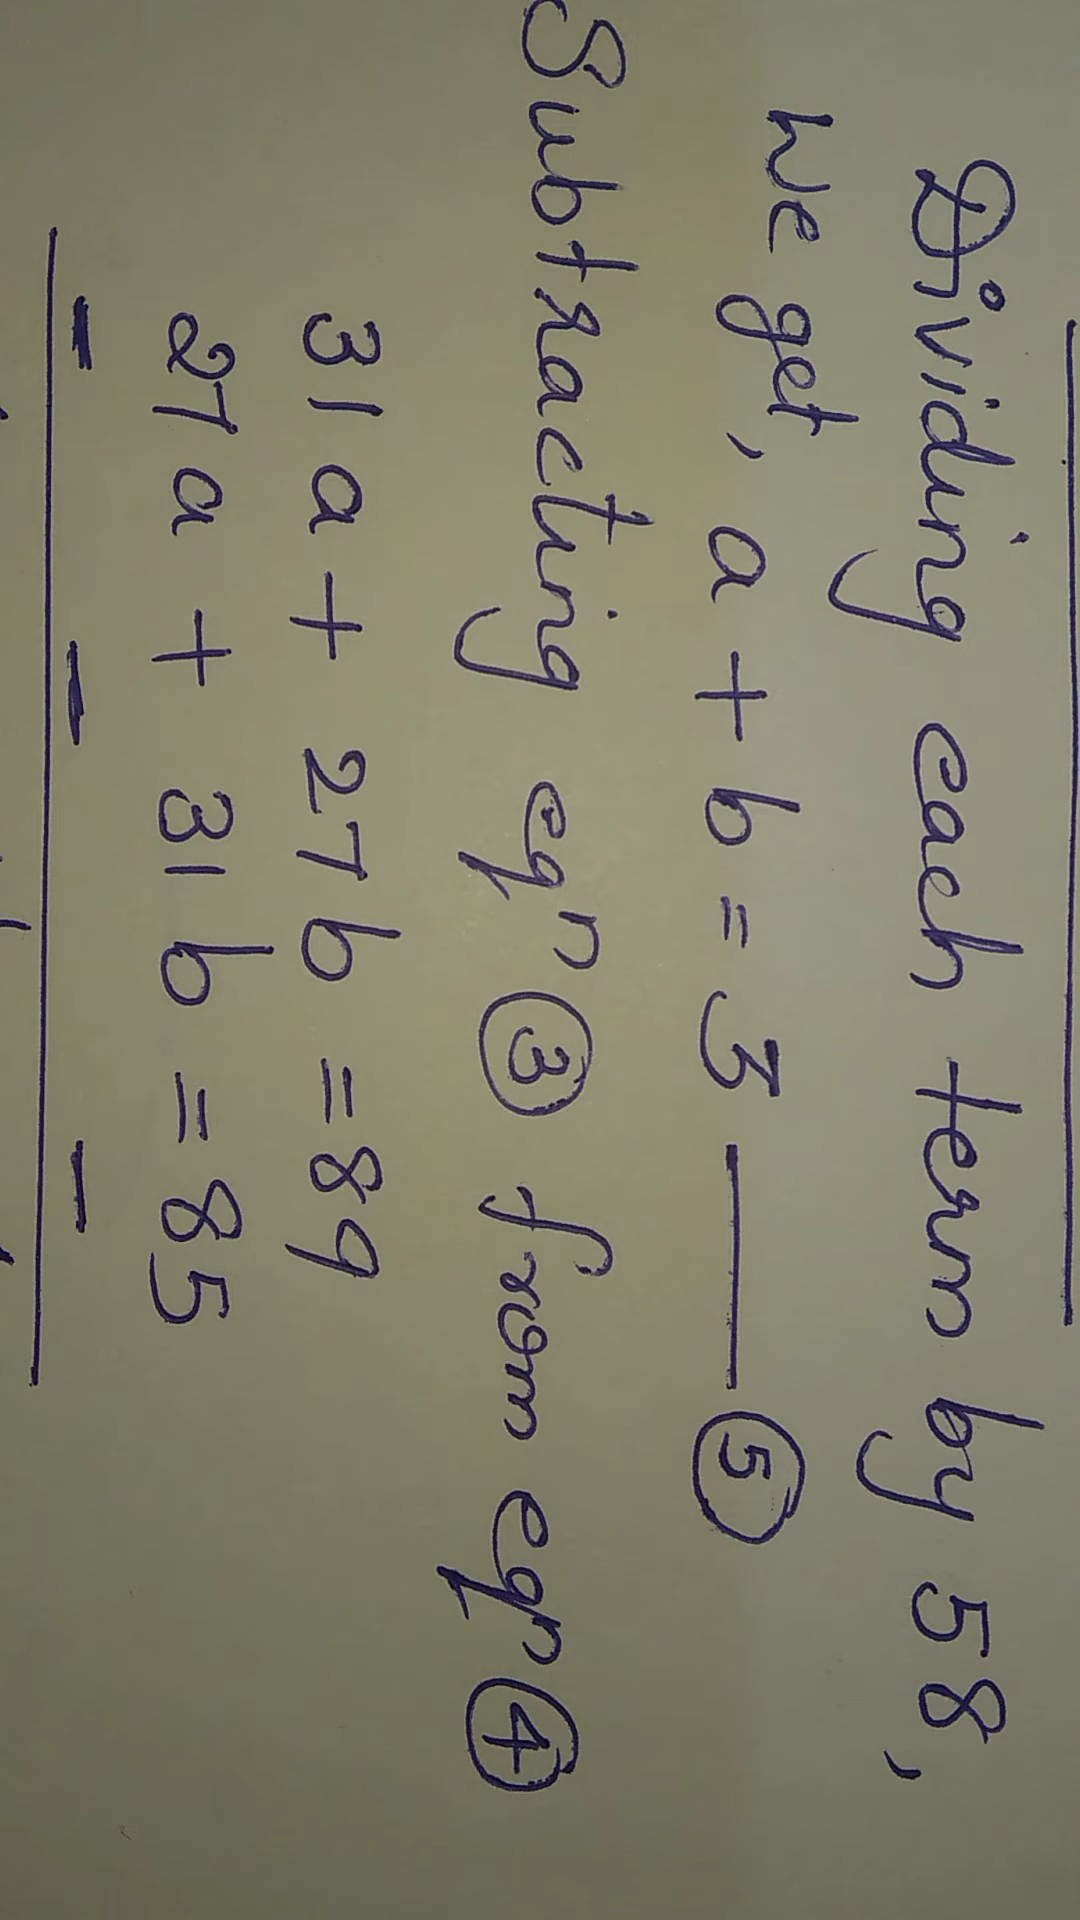 Dividing each term by 58,
we get, a + b = 3 —— ⑤
Subtracting eqn ③ from eqn ④
31a + 27b = 89
27a + 31b = 85
- - -